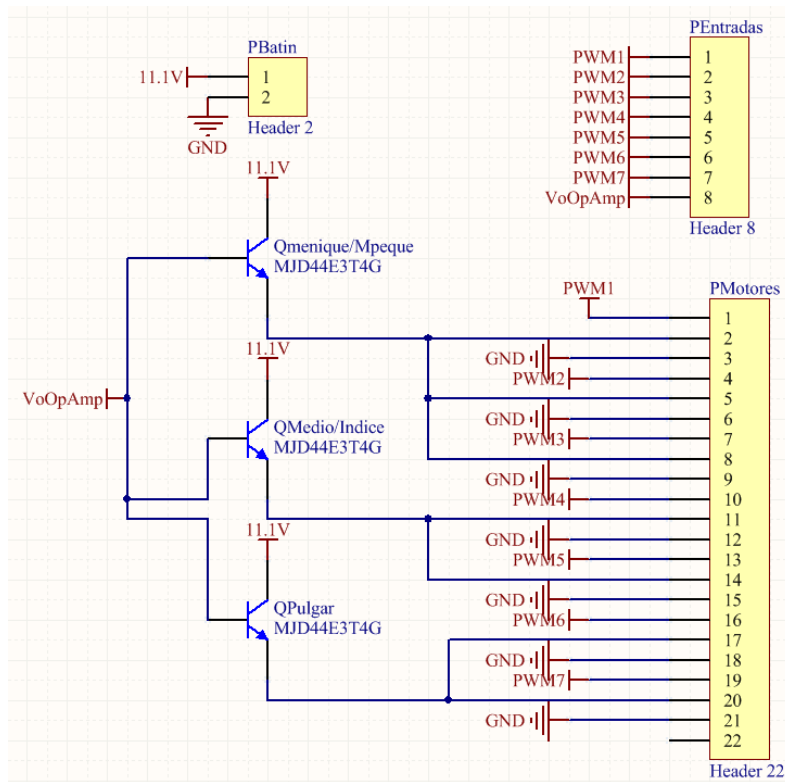 PBatin
11.1V
1
2
GND
Header 2
PEntradas
PWM1
1
PWM2
2
PWM3
3
PWM4
4
PWM5
5
PWM6
6
PWM7
7
VoOpAmp
8
Header 8
11.1V
Qmenique/Mpeque
MJD44E3T4G
11.1V
VoOpAmp
QMedio/Indice
MJD44E3T4G
11.1V
QPulgar
MJD44E3T4G
PMotores
PWM1
1
2
GND
3
PWM2
4
5
GND
6
PWM3
7
8
GND
9
PWM4
10
11
GND
12
PWM5
13
14
GND
15
PWM6
16
17
GND
18
PWM7
19
20
GND
21
22
Header 22